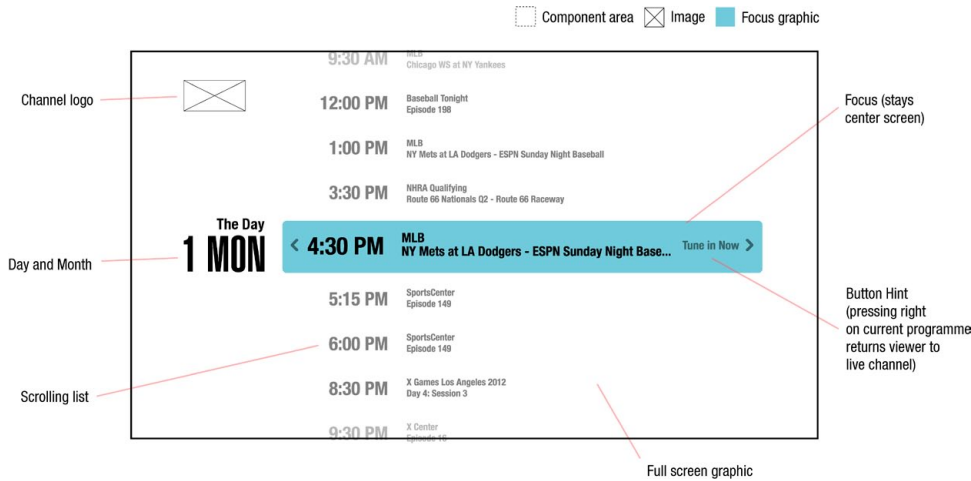 Component area
Image
Focus graphic
9:30 AM
MLB
Chicago WS at NY Yankees
Channel logo
12:00 PM
Baseball Tonight
Episode 198
Focus (stays
center screen)
1:00 PM
MLB
NY Mets at LA Dodgers - ESPN Sunday Night Baseball
3:30 PM
NHRA Qualifying
Route 66 Nationals Q2 - Route 66 Raceway
The Day
1 MON
Day and Month
4:30 PM
MLB
NY Mets at LA Dodgers - ESPN Sunday Night Base...
Tune in Now
5:15 PM
SportsCenter
Episode 149
Button Hint
(pressing right
on current programme
returns viewer to
live channel)
6:00 PM
SportsCenter
Episode 149
Scrolling list
8:30 PM
X Games Los Angeles 2012
Day 4: Session 3
9:30 PM
X Center
Episode 16
Full screen graphic